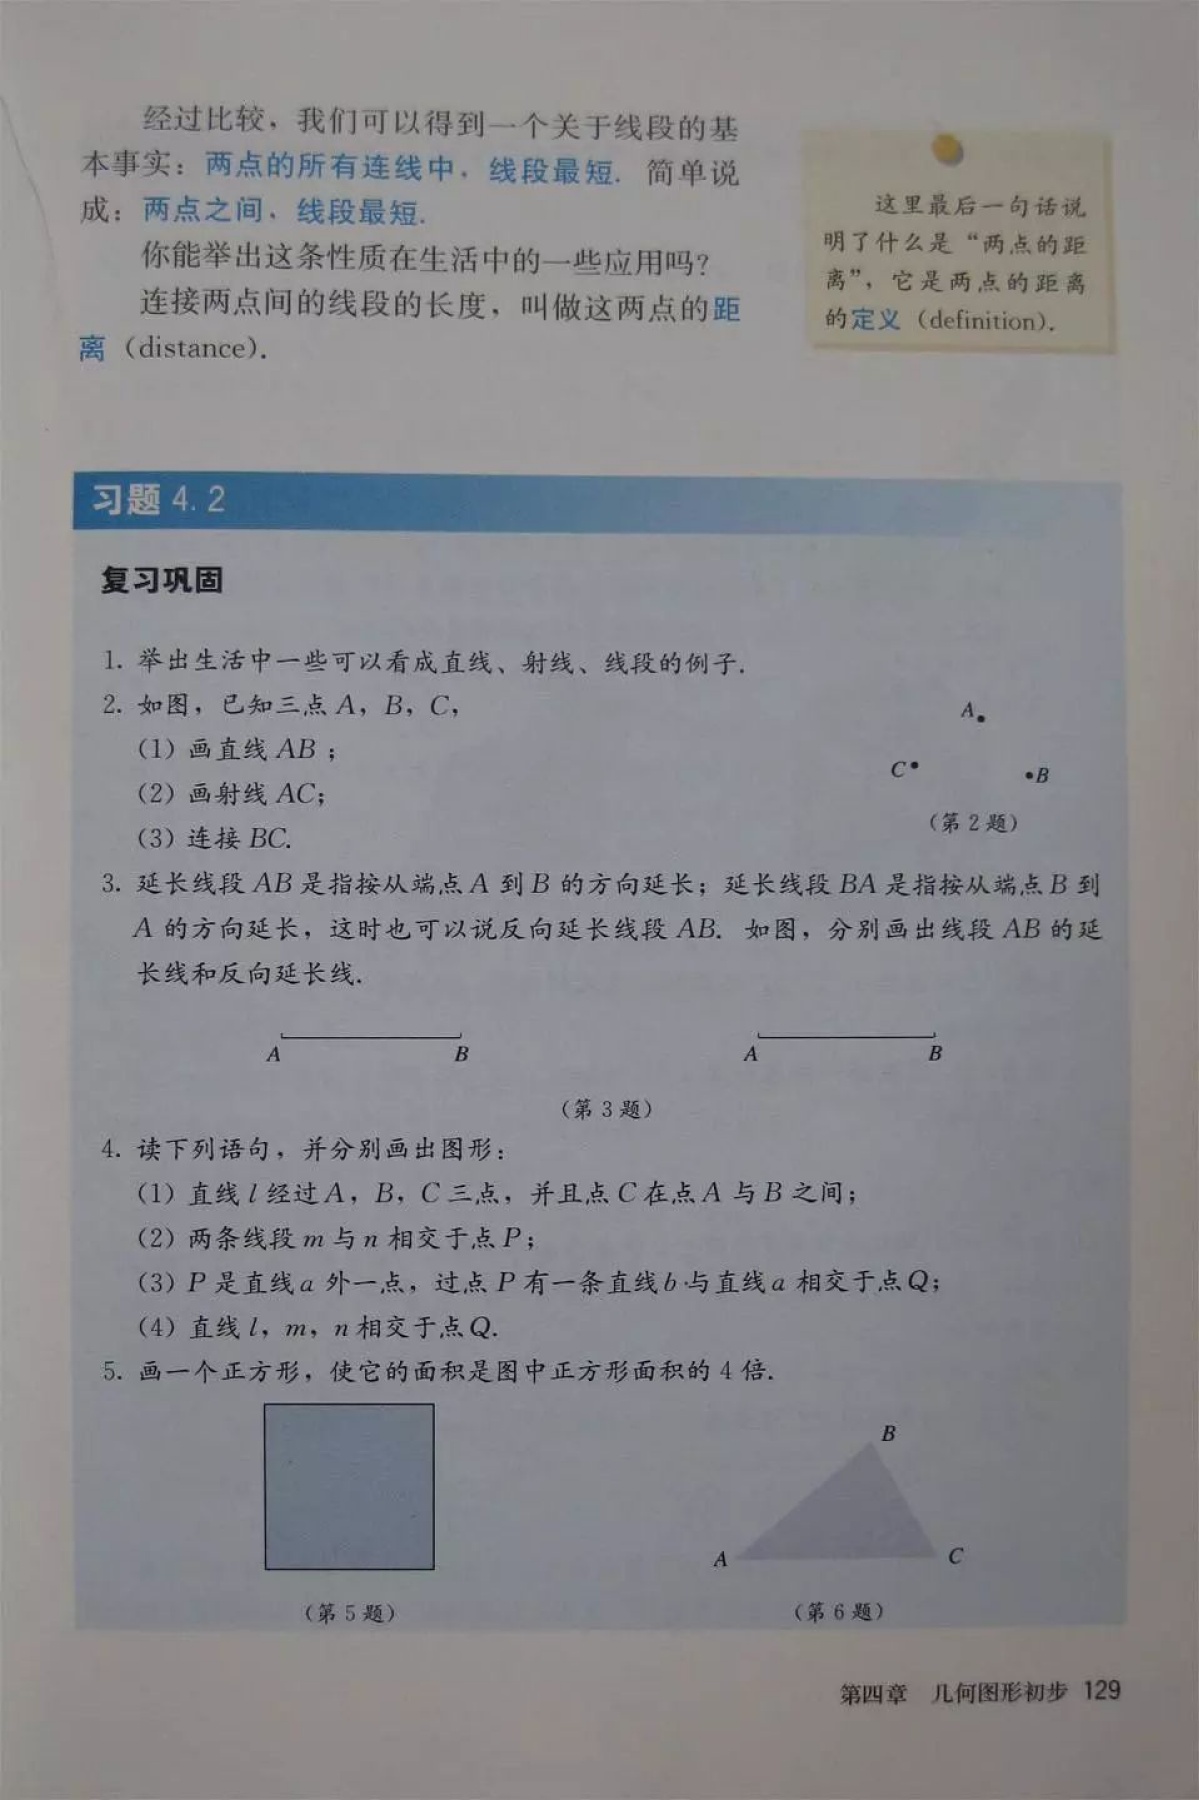 经过比较，我们可以得到一个关于线段的基
本事实：两点的所有连线中，线段最短. 简单说
成：两点之间，线段最短.
你能举出这条性质在生活中的一些应用吗？
连接两点间的线段的长度，叫做这两点的距
离（distance）.
这里最后一句话说
明了什么是“两点的距
离”，它是两点的距离
的定义（definition）.
习题 4.2
复习巩固
1. 举出生活中一些可以看成直线、射线、线段的例子.
2. 如图，已知三点 A，B，C，
(1) 画直线 AB；
(2) 画射线 AC；
(3) 连接 BC.
A
C
B
（第 2 题）
3. 延长线段 AB 是指按从端点 A 到 B 的方向延长；延长线段 BA 是指按从端点 B 到
A 的方向延长，这时也可以说反向延长线段 AB. 如图，分别画出线段 AB 的延
长线和反向延长线.
A B A B
（第 3 题）
4. 读下列语句，并分别画出图形：
(1) 直线 l 经过 A，B，C 三点，并且点 C 在点 A 与 B 之间；
(2) 两条线段 m 与 n 相交于点 P；
(3) P 是直线 a 外一点，过点 P 有一条直线 b 与直线 a 相交于点 Q；
(4) 直线 l，m，n 相交于点 Q.
5. 画一个正方形，使它的面积是图中正方形面积的 4 倍.
B
A C
（第 5 题） （第 6 题）
第四章 几何图形初步 129